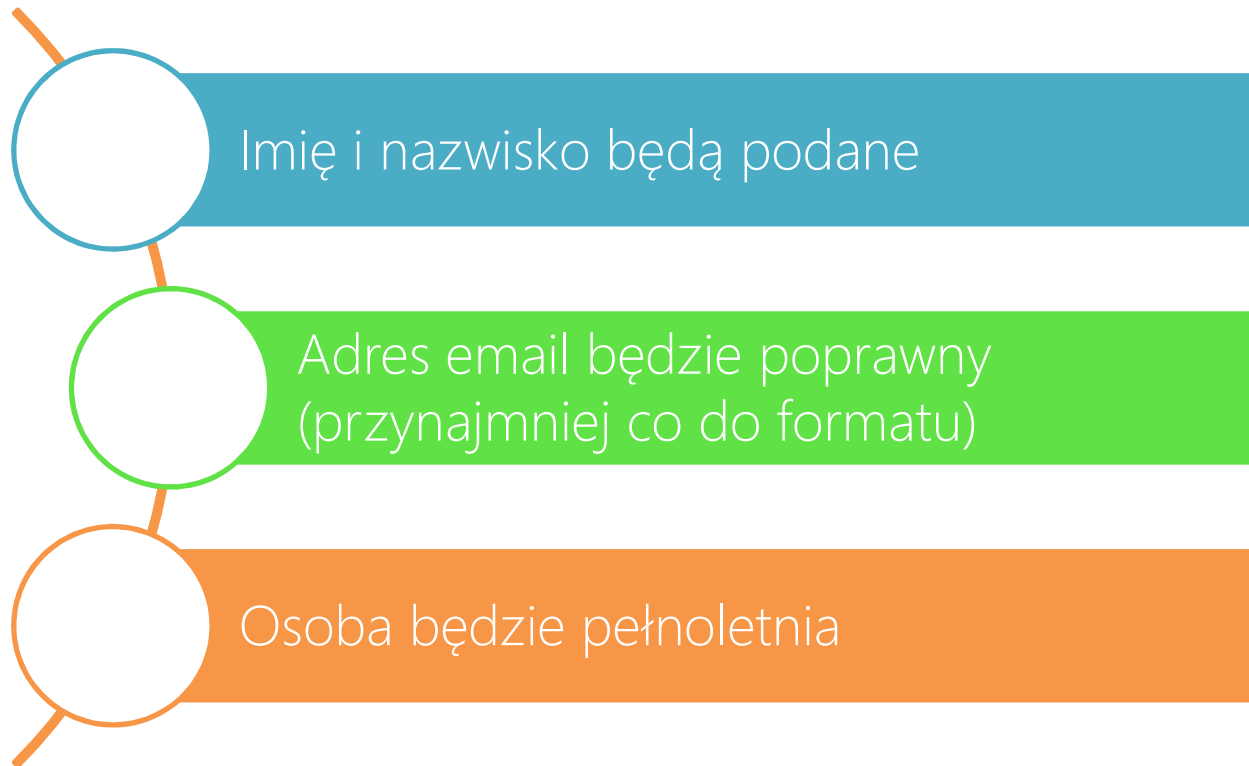 Imię i nazwisko będą podane
Adres email będzie poprawny
(przynajmniej co do formatu)
Osoba będzie pełnoletnia